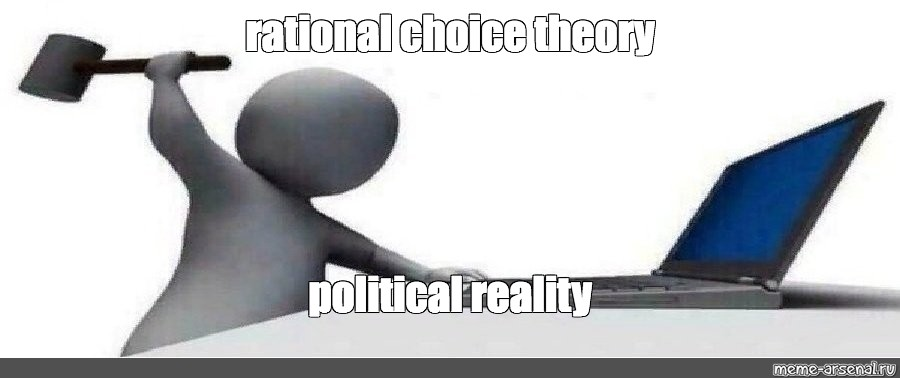 rational choice theory
political reality
meme-arsenal.ru